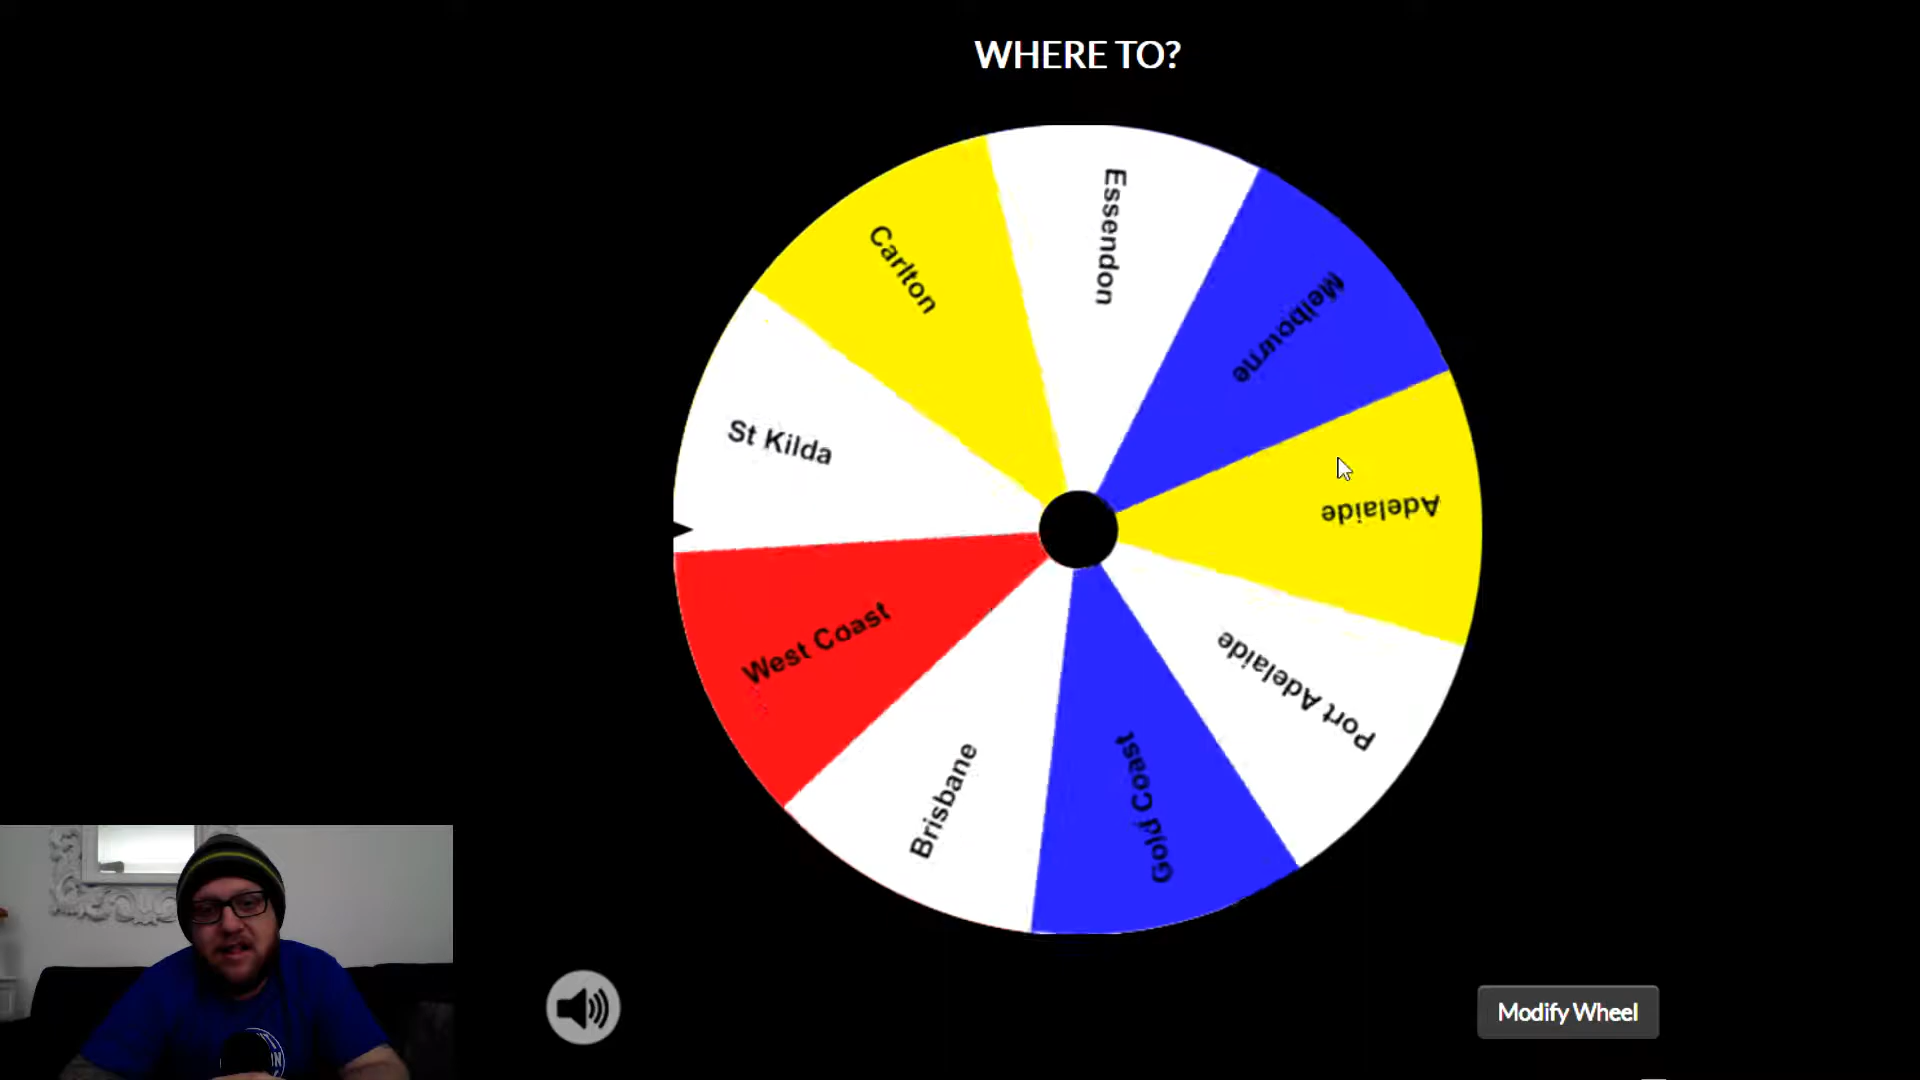 WHERE TO?
Essendon
Melbourne
Adelaide
Port Adelaide
Gold Coast
Brisbane
West Coast
St Kilda
Carlton
Modify Wheel